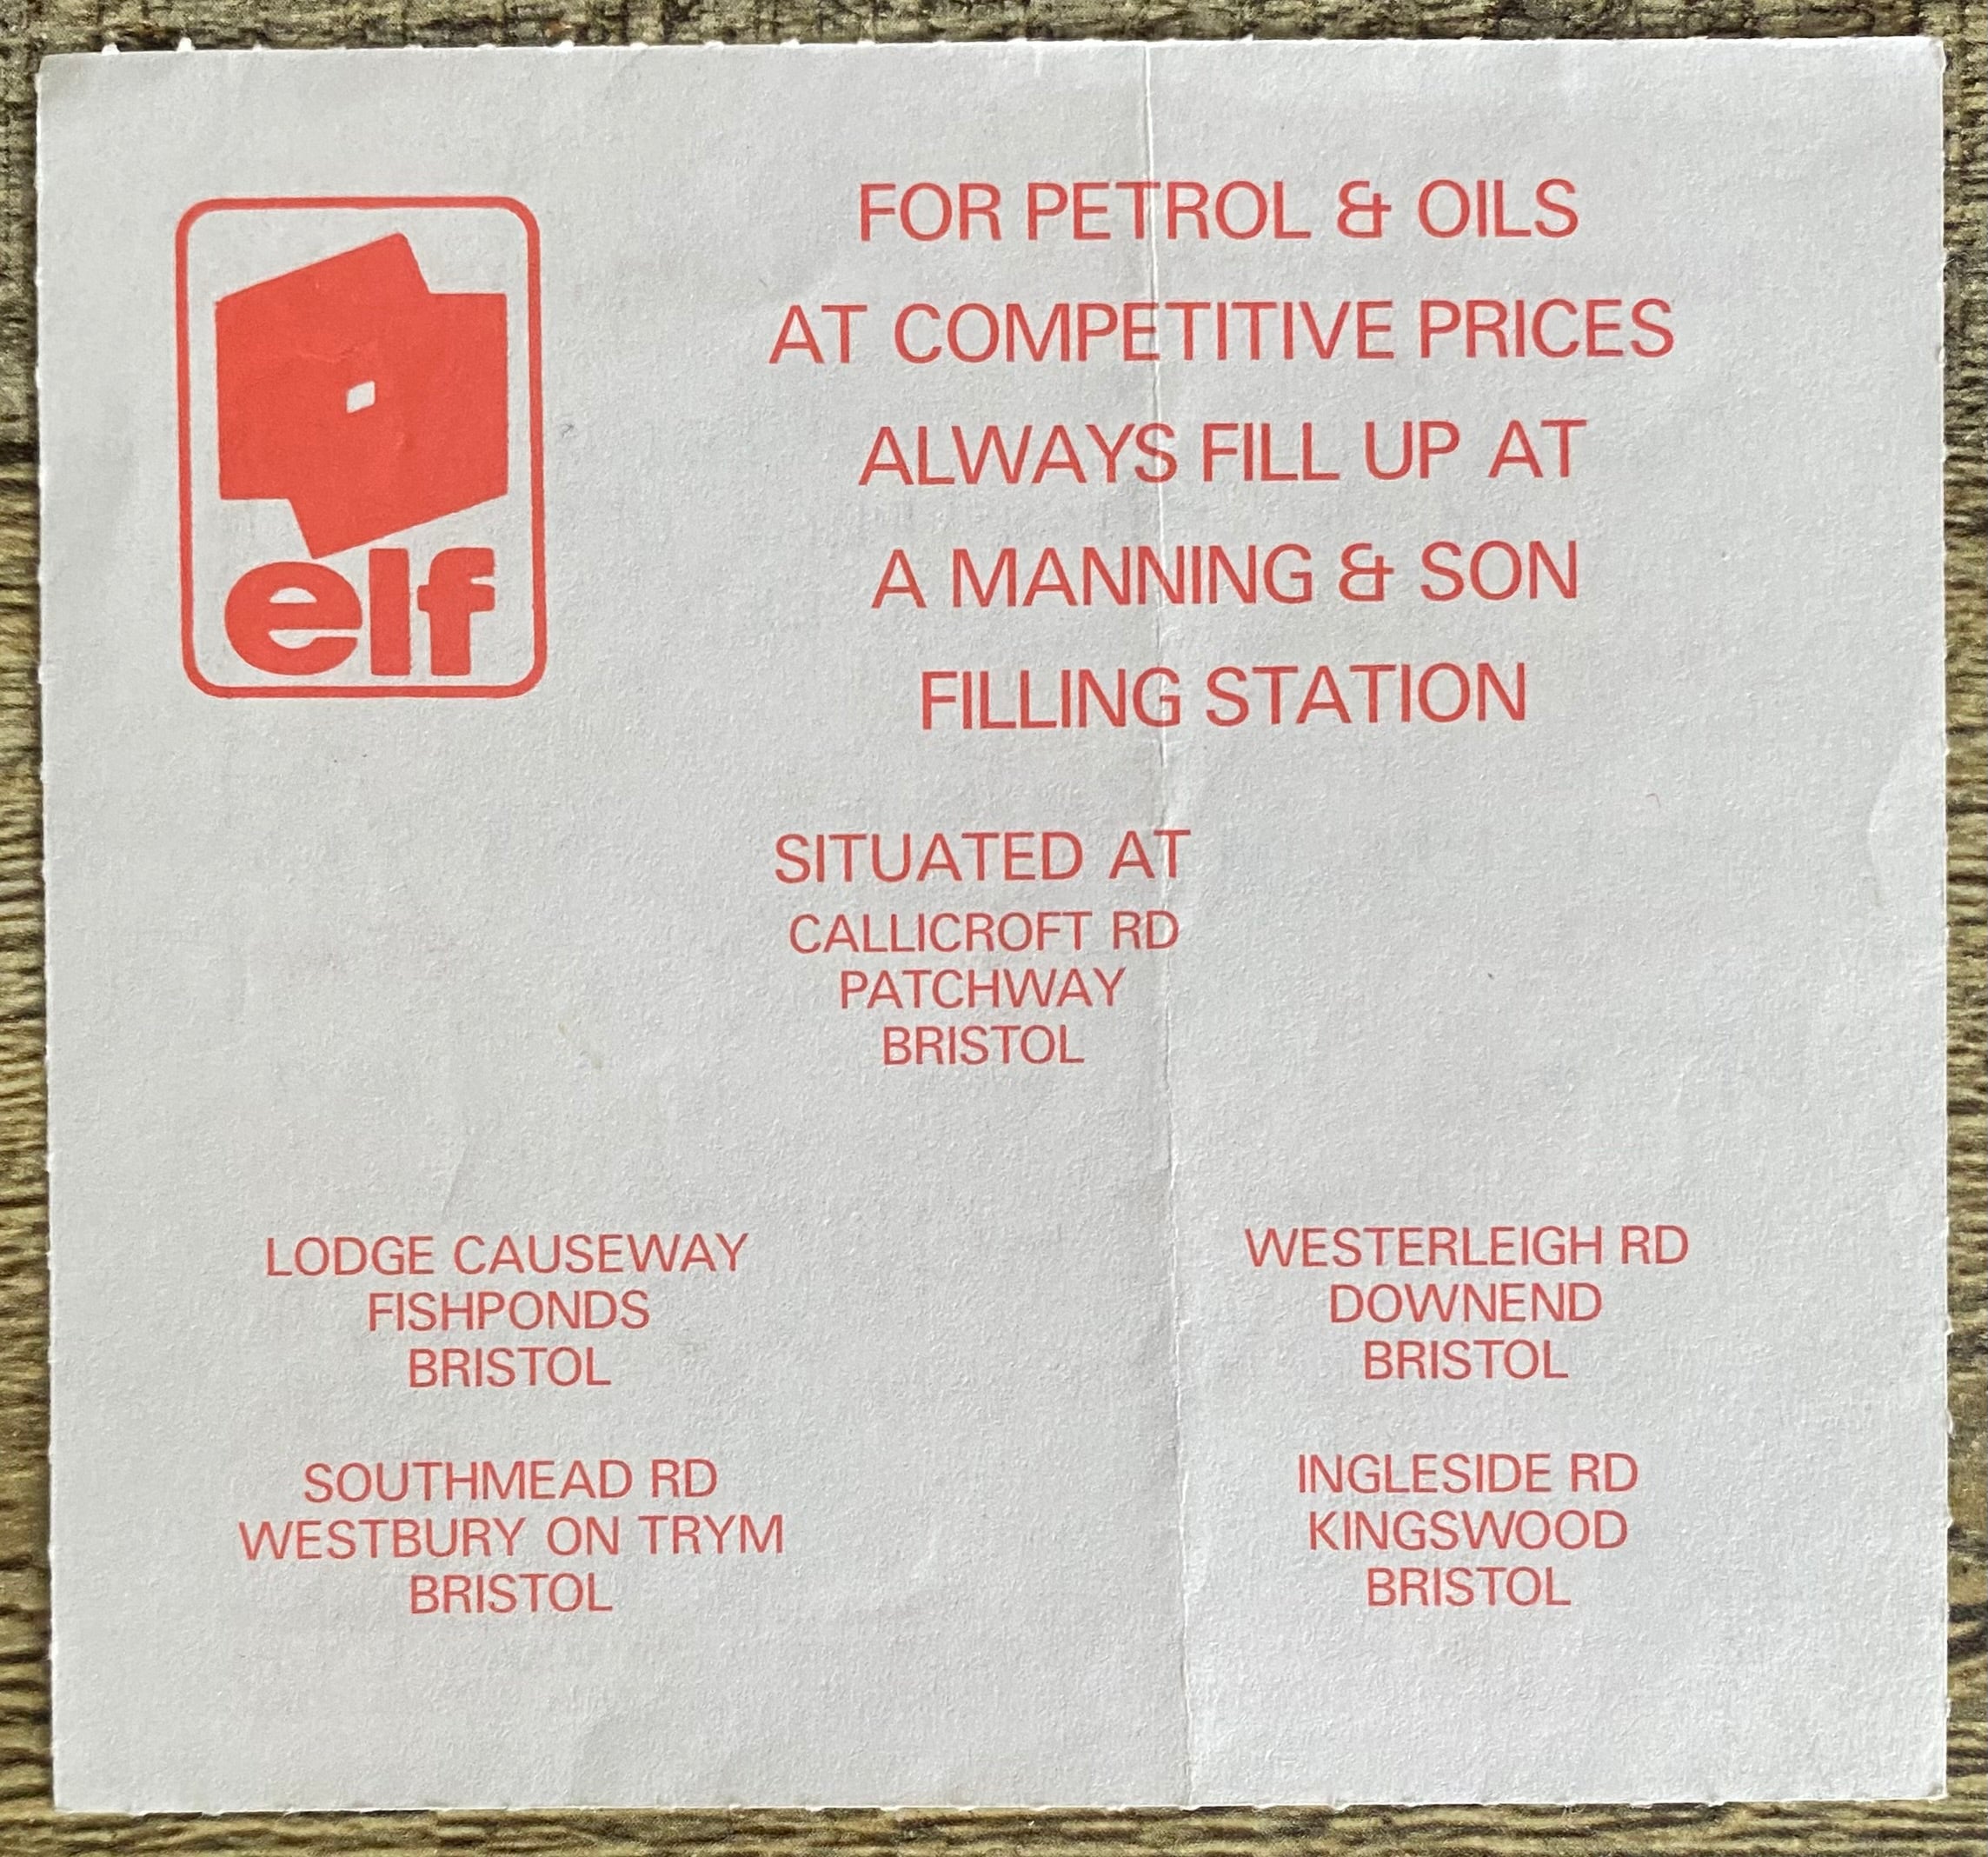 elf
FOR PETROL & OILS
AT COMPETITIVE PRICES
ALWAYS FILL UP AT
A MANNING & SON
FILLING STATION
SITUATED AT
CALLICROFT RD
PATCHWAY
BRISTOL
LODGE CAUSEWAY
FISHPONDS
BRISTOL
WESTERLEIGH RD
DOWNEND
BRISTOL
SOUTHMEAD RD
WESTBURY ON TRYM
BRISTOL
INGLESIDE RD
KINGSWOOD
BRISTOL